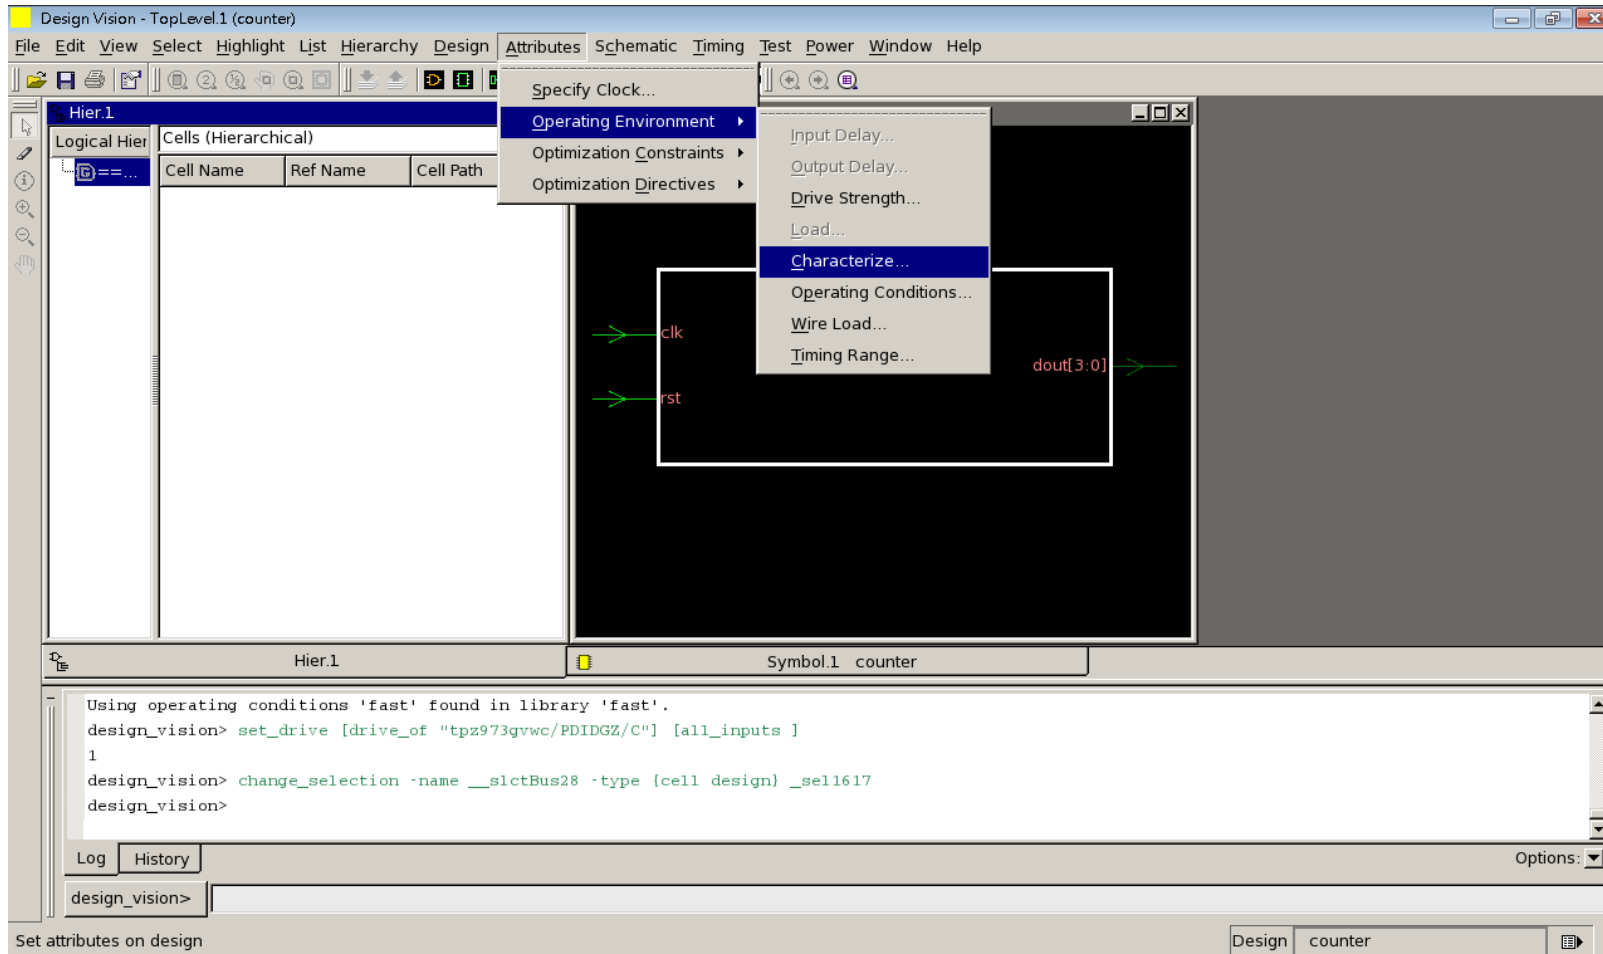 Design Vision - TopLevel.1 (counter)
File Edit View Select Highlight List Hierarchy Design Attributes Schematic Timing Test Power Window Help
Specify Clock...
Operating Environment
Optimization Constraints
Optimization Directives
Input Delay...
Output Delay...
Drive Strength...
Load...
Characterize...
Operating Conditions...
Wire Load...
Timing Range...
Hier.1
Logical Hier
Cells (Hierarchical)
Cell Name Ref Name Cell Path
clk
rst
dout[3:0]
Hier.1
Symbol.1 counter
Using operating conditions 'fast' found in library 'fast'.
design_vision> set_drive [drive_of "tpz973gvwc/PDIDGZ/C"] [all_inputs ]
1
design_vision> change_selection -name __slctBus28 -type {cell design} _sel1617
design_vision>
Log History
Options:
design_vision>
Set attributes on design
Design counter